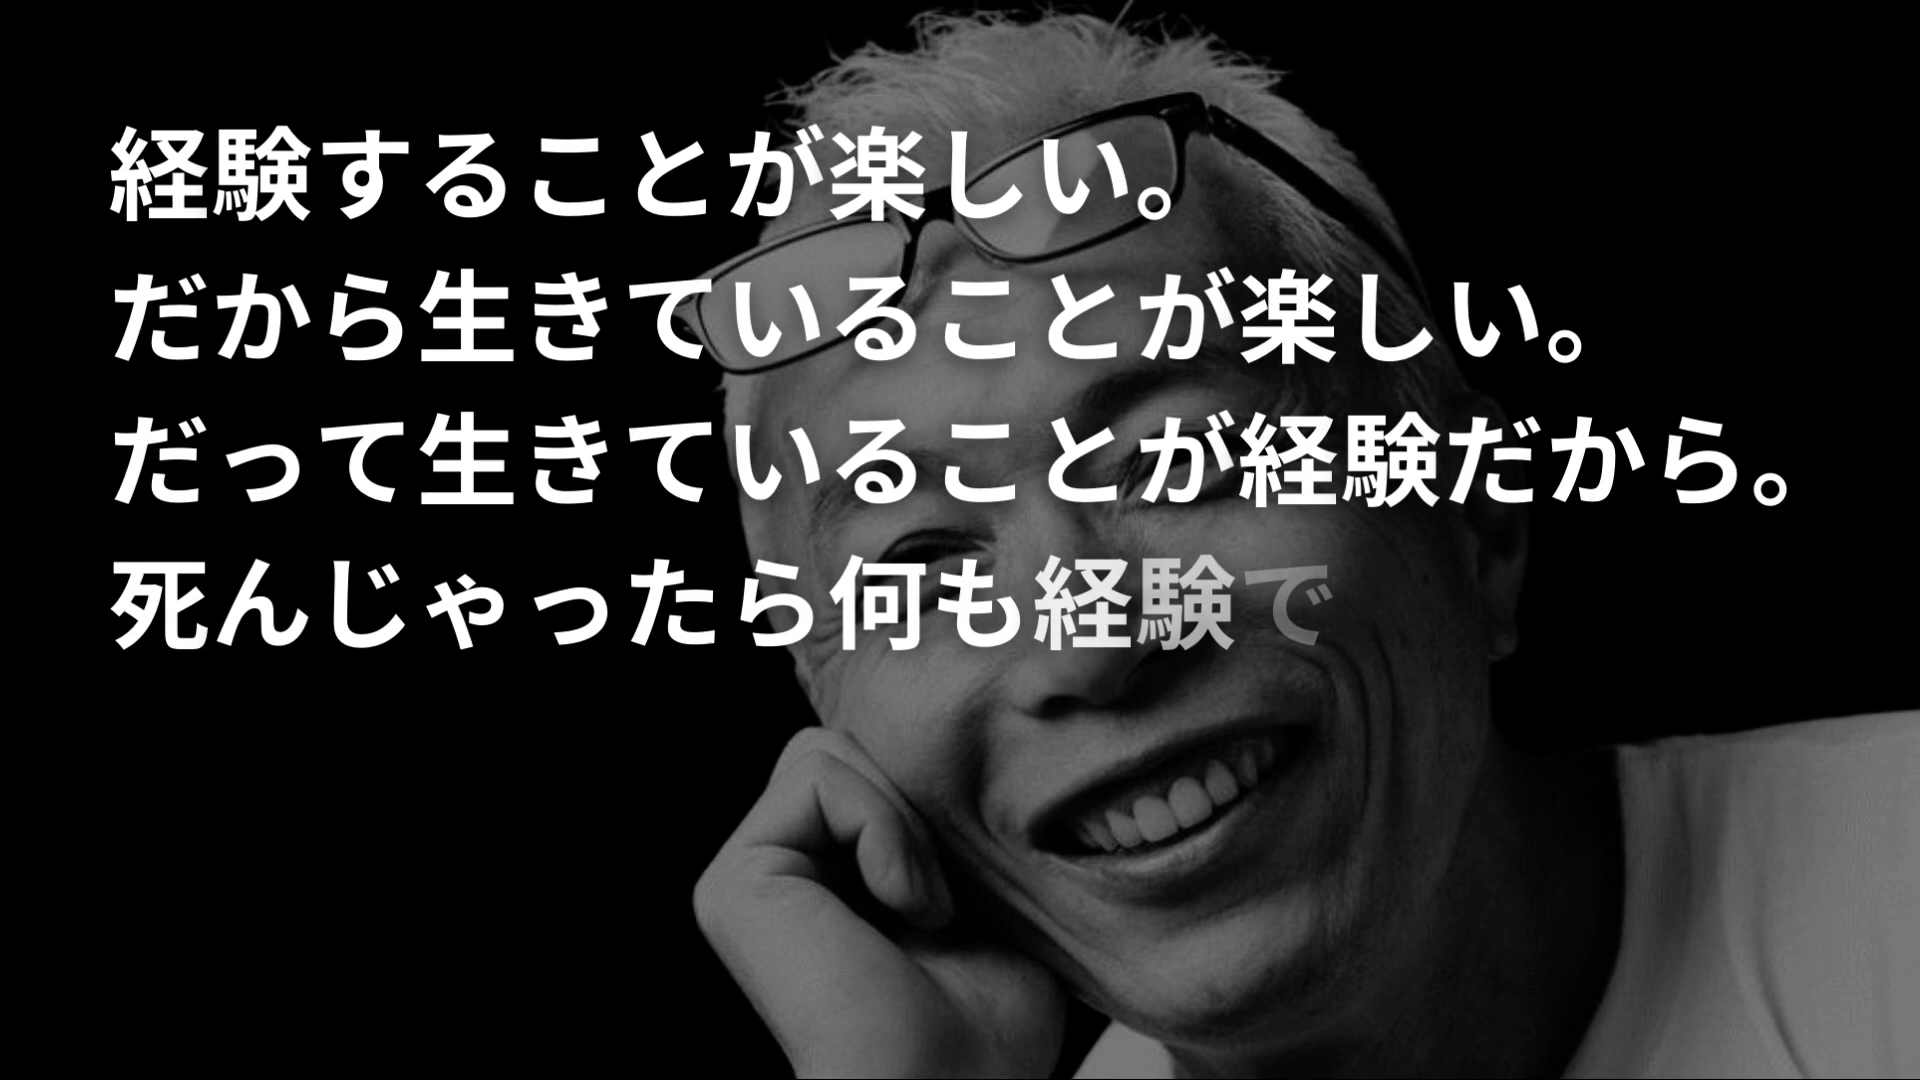 経験することが楽しい。
だから生きていることが楽しい。
だって生きていることが経験だから。
死んじゃったら何も経験で